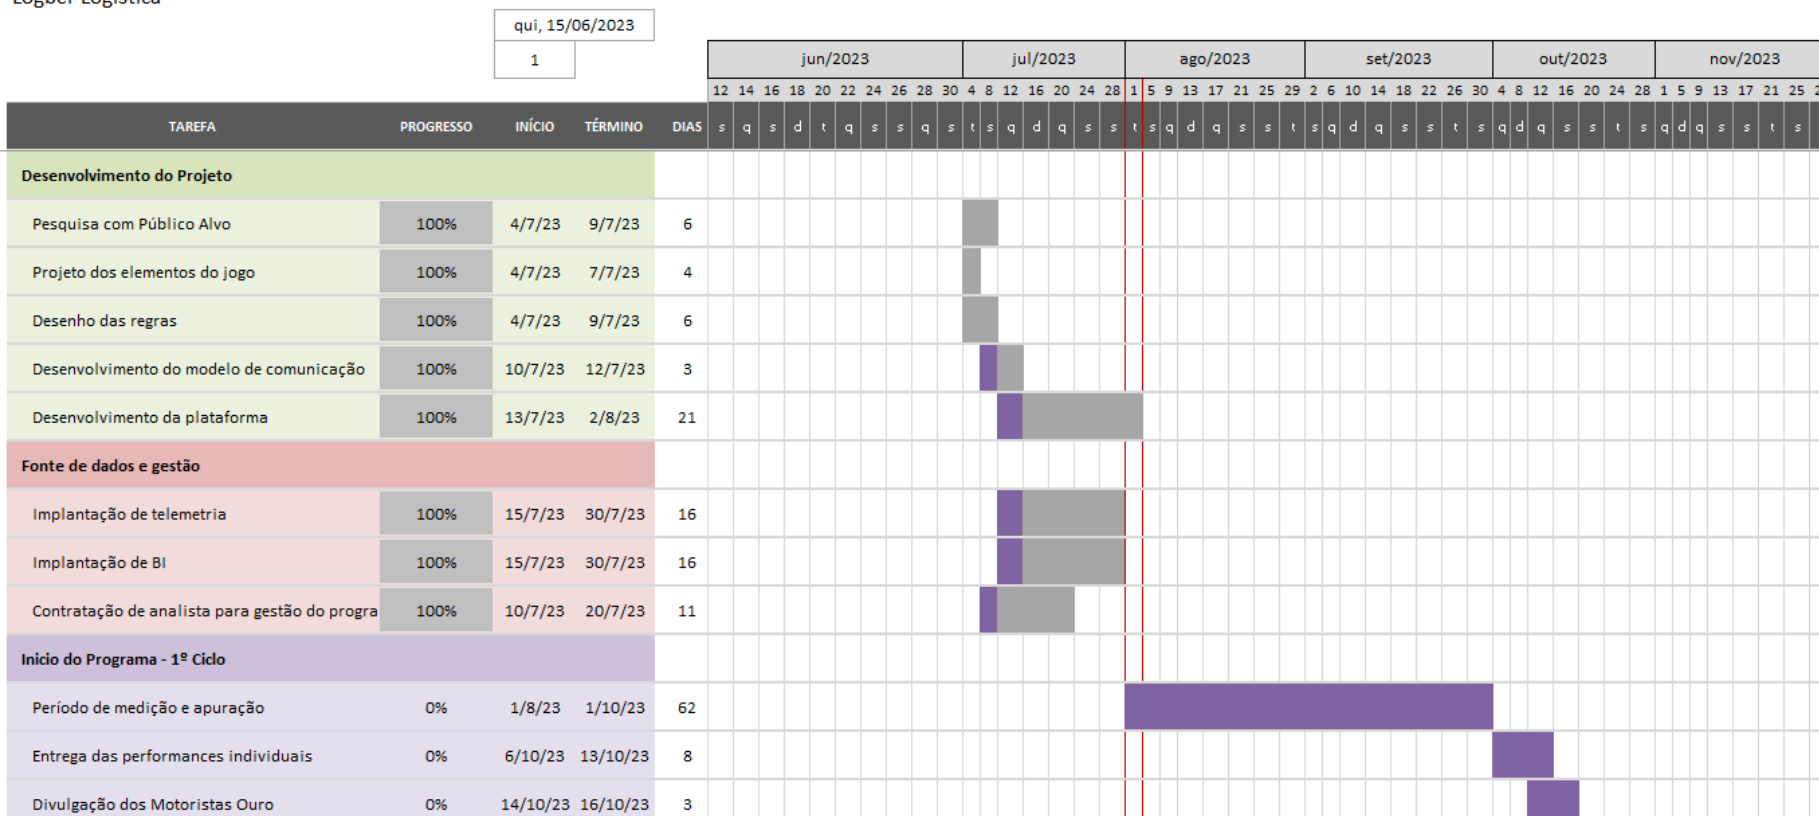 Logber Logística
qui, 15/06/2023
1
jun/2023 jul/2023 ago/2023 set/2023 out/2023 nov/2023
12 14 16 18 20 22 24 26 28 30 4 8 12 16 20 24 28 1 5 9 13 17 21 25 29 2 6 10 14 18 22 26 30 4 8 12 16 20 24 28 1 5 9 13 17 21 25
TAREFA PROGRESSO INÍCIO TÉRMINO DIAS s q s d t q s s q s t s q d q s s t s q d q s s t s q d q s s t s q d q s s t s q d q s s t s
Desenvolvimento do Projeto
Pesquisa com Público Alvo 100% 4/7/23 9/7/23 6
Projeto dos elementos do jogo 100% 4/7/23 7/7/23 4
Desenho das regras 100% 4/7/23 9/7/23 6
Desenvolvimento do modelo de comunicação 100% 10/7/23 12/7/23 3
Desenvolvimento da plataforma 100% 13/7/23 2/8/23 21
Fonte de dados e gestão
Implantação de telemetria 100% 15/7/23 30/7/23 16
Implantação de BI 100% 15/7/23 30/7/23 16
Contratação de analista para gestão do progra 100% 10/7/23 20/7/23 11
Inicio do Programa - 1º Ciclo
Período de medição e apuração 0% 1/8/23 1/10/23 62
Entrega das performances individuais 0% 6/10/23 13/10/23 8
Divulgação dos Motoristas Ouro 0% 14/10/23 16/10/23 3